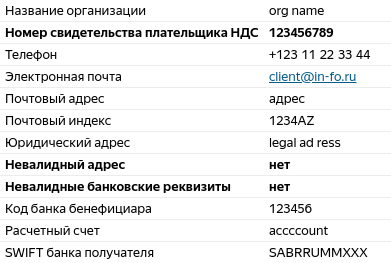 Название организации org name
Номер свидетельства плательщика НДС 123456789
Телефон +123 11 22 33 44
Электронная почта client@in-fo.ru
Почтовый адрес адрес
Почтовый индекс 1234AZ
Юридический адрес legal ad ress
Невалидный адрес нет
Невалидные банковские реквизиты нет
Код банка бенефициара 123456
Расчетный счет accccount
SWIFT банка получателя SABRRUMMXXX